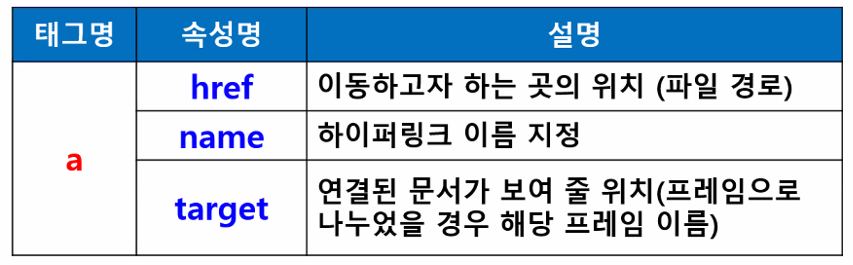 태그명 속성명 설명
a
href 이동하고자 하는 곳의 위치 (파일 경로)
name 하이퍼링크 이름 지정
target 연결된 문서가 보여 줄 위치(프레임으로
나누었을 경우 해당 프레임 이름)